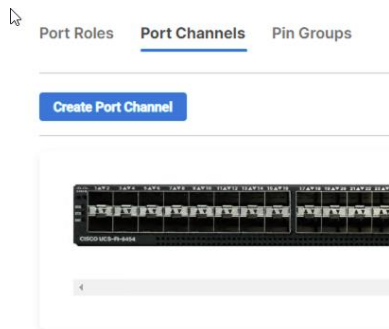 Port Roles Port Channels Pin Groups
Create Port Channel
CISCO UCS-FI-6454